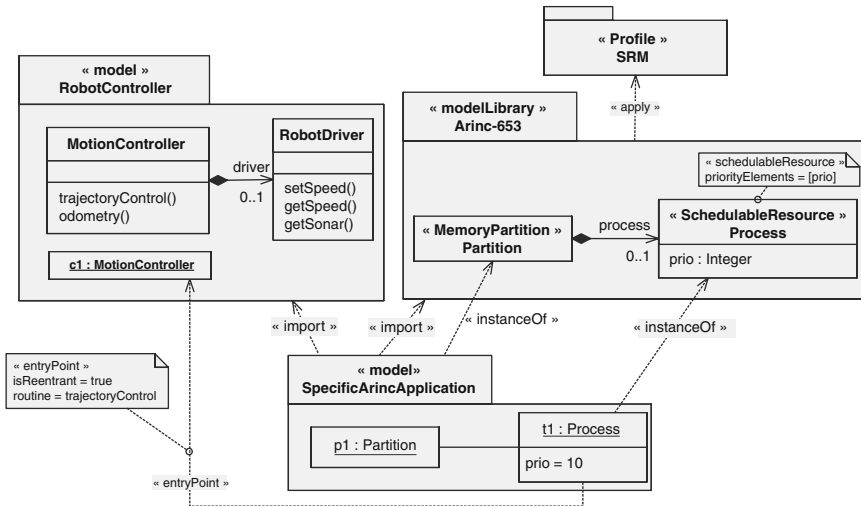 « Profile »
SRM
« model »
RobotController
« modelLibrary »
Arinc-653
« apply »
MotionController
trajectoryControl()
odometry()
driver
0..1
RobotDriver
setSpeed()
getSpeed()
getSonar()
c1 : MotionController
« schedulableResource »
priorityElements = [prio]
« MemoryPartition »
Partition
process
0..1
« SchedulableResource »
Process
prio : Integer
« import »
« import »
« instanceOf »
« instanceOf »
« entryPoint »
isReentrant = true
routine = trajectoryControl
« model»
SpecificArincApplication
p1 : Partition
t1 : Process
prio = 10
« entryPoint »